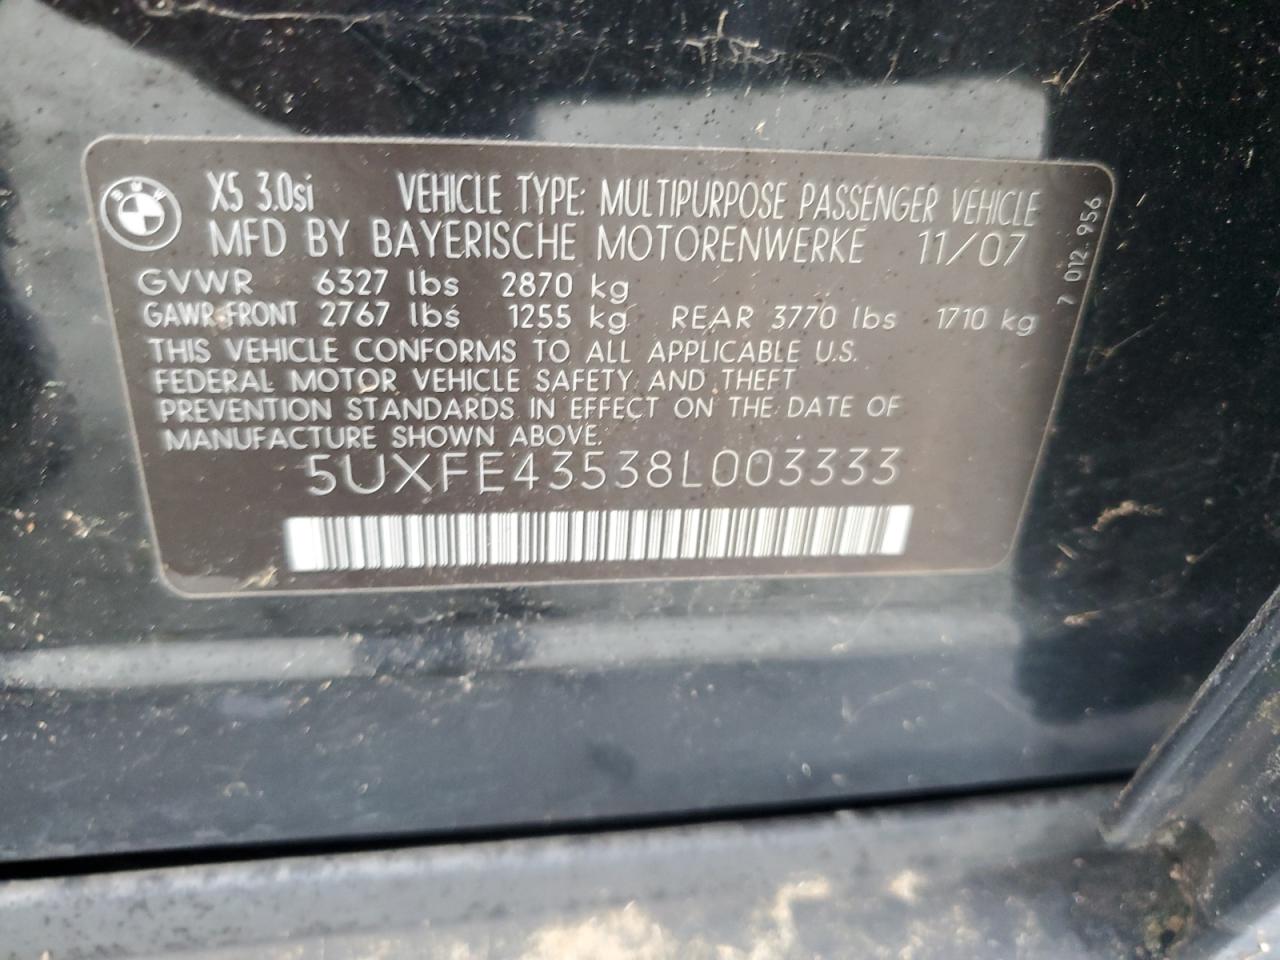 BMW
X5 3.0si VEHICLE TYPE: MULTIPURPOSE PASSENGER VEHICLE
MFD BY BAYERISCHE MOTORENWERKE 11/07
GVWR 6327 lbs 2870 kg
GAWR FRONT 2767 lbs 1255 kg REAR 3770 lbs 1710 kg
THIS VEHICLE CONFORMS TO ALL APPLICABLE U.S.
FEDERAL MOTOR VEHICLE SAFETY AND THEFT
PREVENTION STANDARDS IN EFFECT ON THE DATE OF
MANUFACTURE SHOWN ABOVE.
5UXFE43538L003333
7 012 956